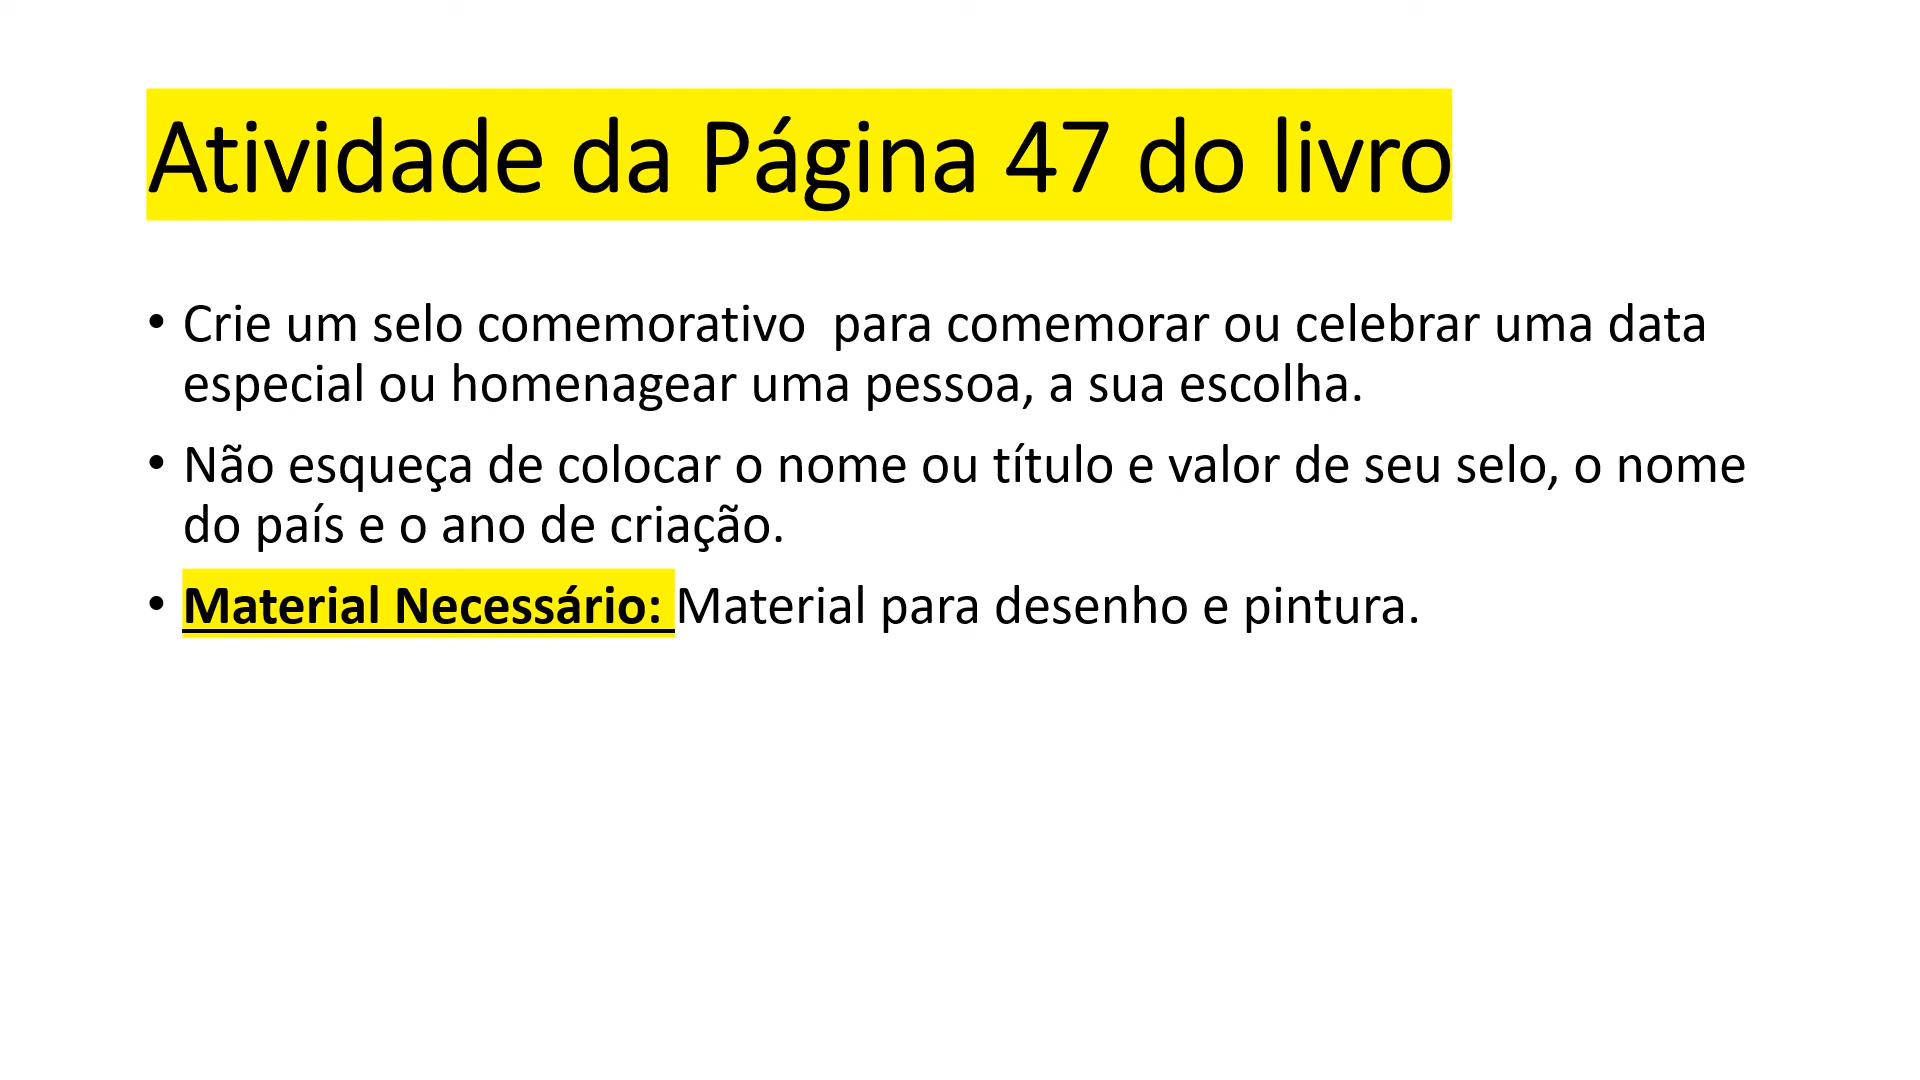 Atividade da Página 47 do livro
• Crie um selo comemorativo  para comemorar ou celebrar uma data
especial ou homenagear uma pessoa, a sua escolha.
• Não esqueça de colocar o nome ou título e valor de seu selo, o nome
do país e o ano de criação.
• Material Necessário: Material para desenho e pintura.